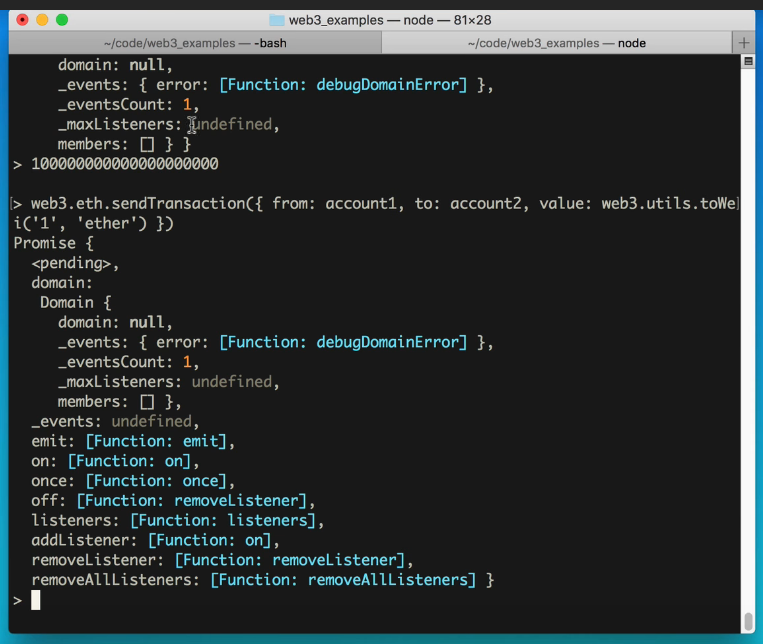 web3_examples — node — 81×28
~/code/web3_examples — -bash
~/code/web3_examples — node
domain: null,
_events: { error: [Function: debugDomainError] },
_eventsCount: 1,
_maxListeners: undefined,
members: [] } }
> 100000000000000000000
[> web3.eth.sendTransaction({ from: account1, to: account2, value: web3.utils.toWe]
i('1', 'ether') })
Promise {
<pending>,
domain:
Domain {
domain: null,
_events: { error: [Function: debugDomainError] },
_eventsCount: 1,
_maxListeners: undefined,
members: [] },
_events: undefined,
emit: [Function: emit],
on: [Function: on],
once: [Function: once],
off: [Function: removeListener],
listeners: [Function: listeners],
addListener: [Function: on],
removeListener: [Function: removeListener],
removeAllListeners: [Function: removeAllListeners] }
>